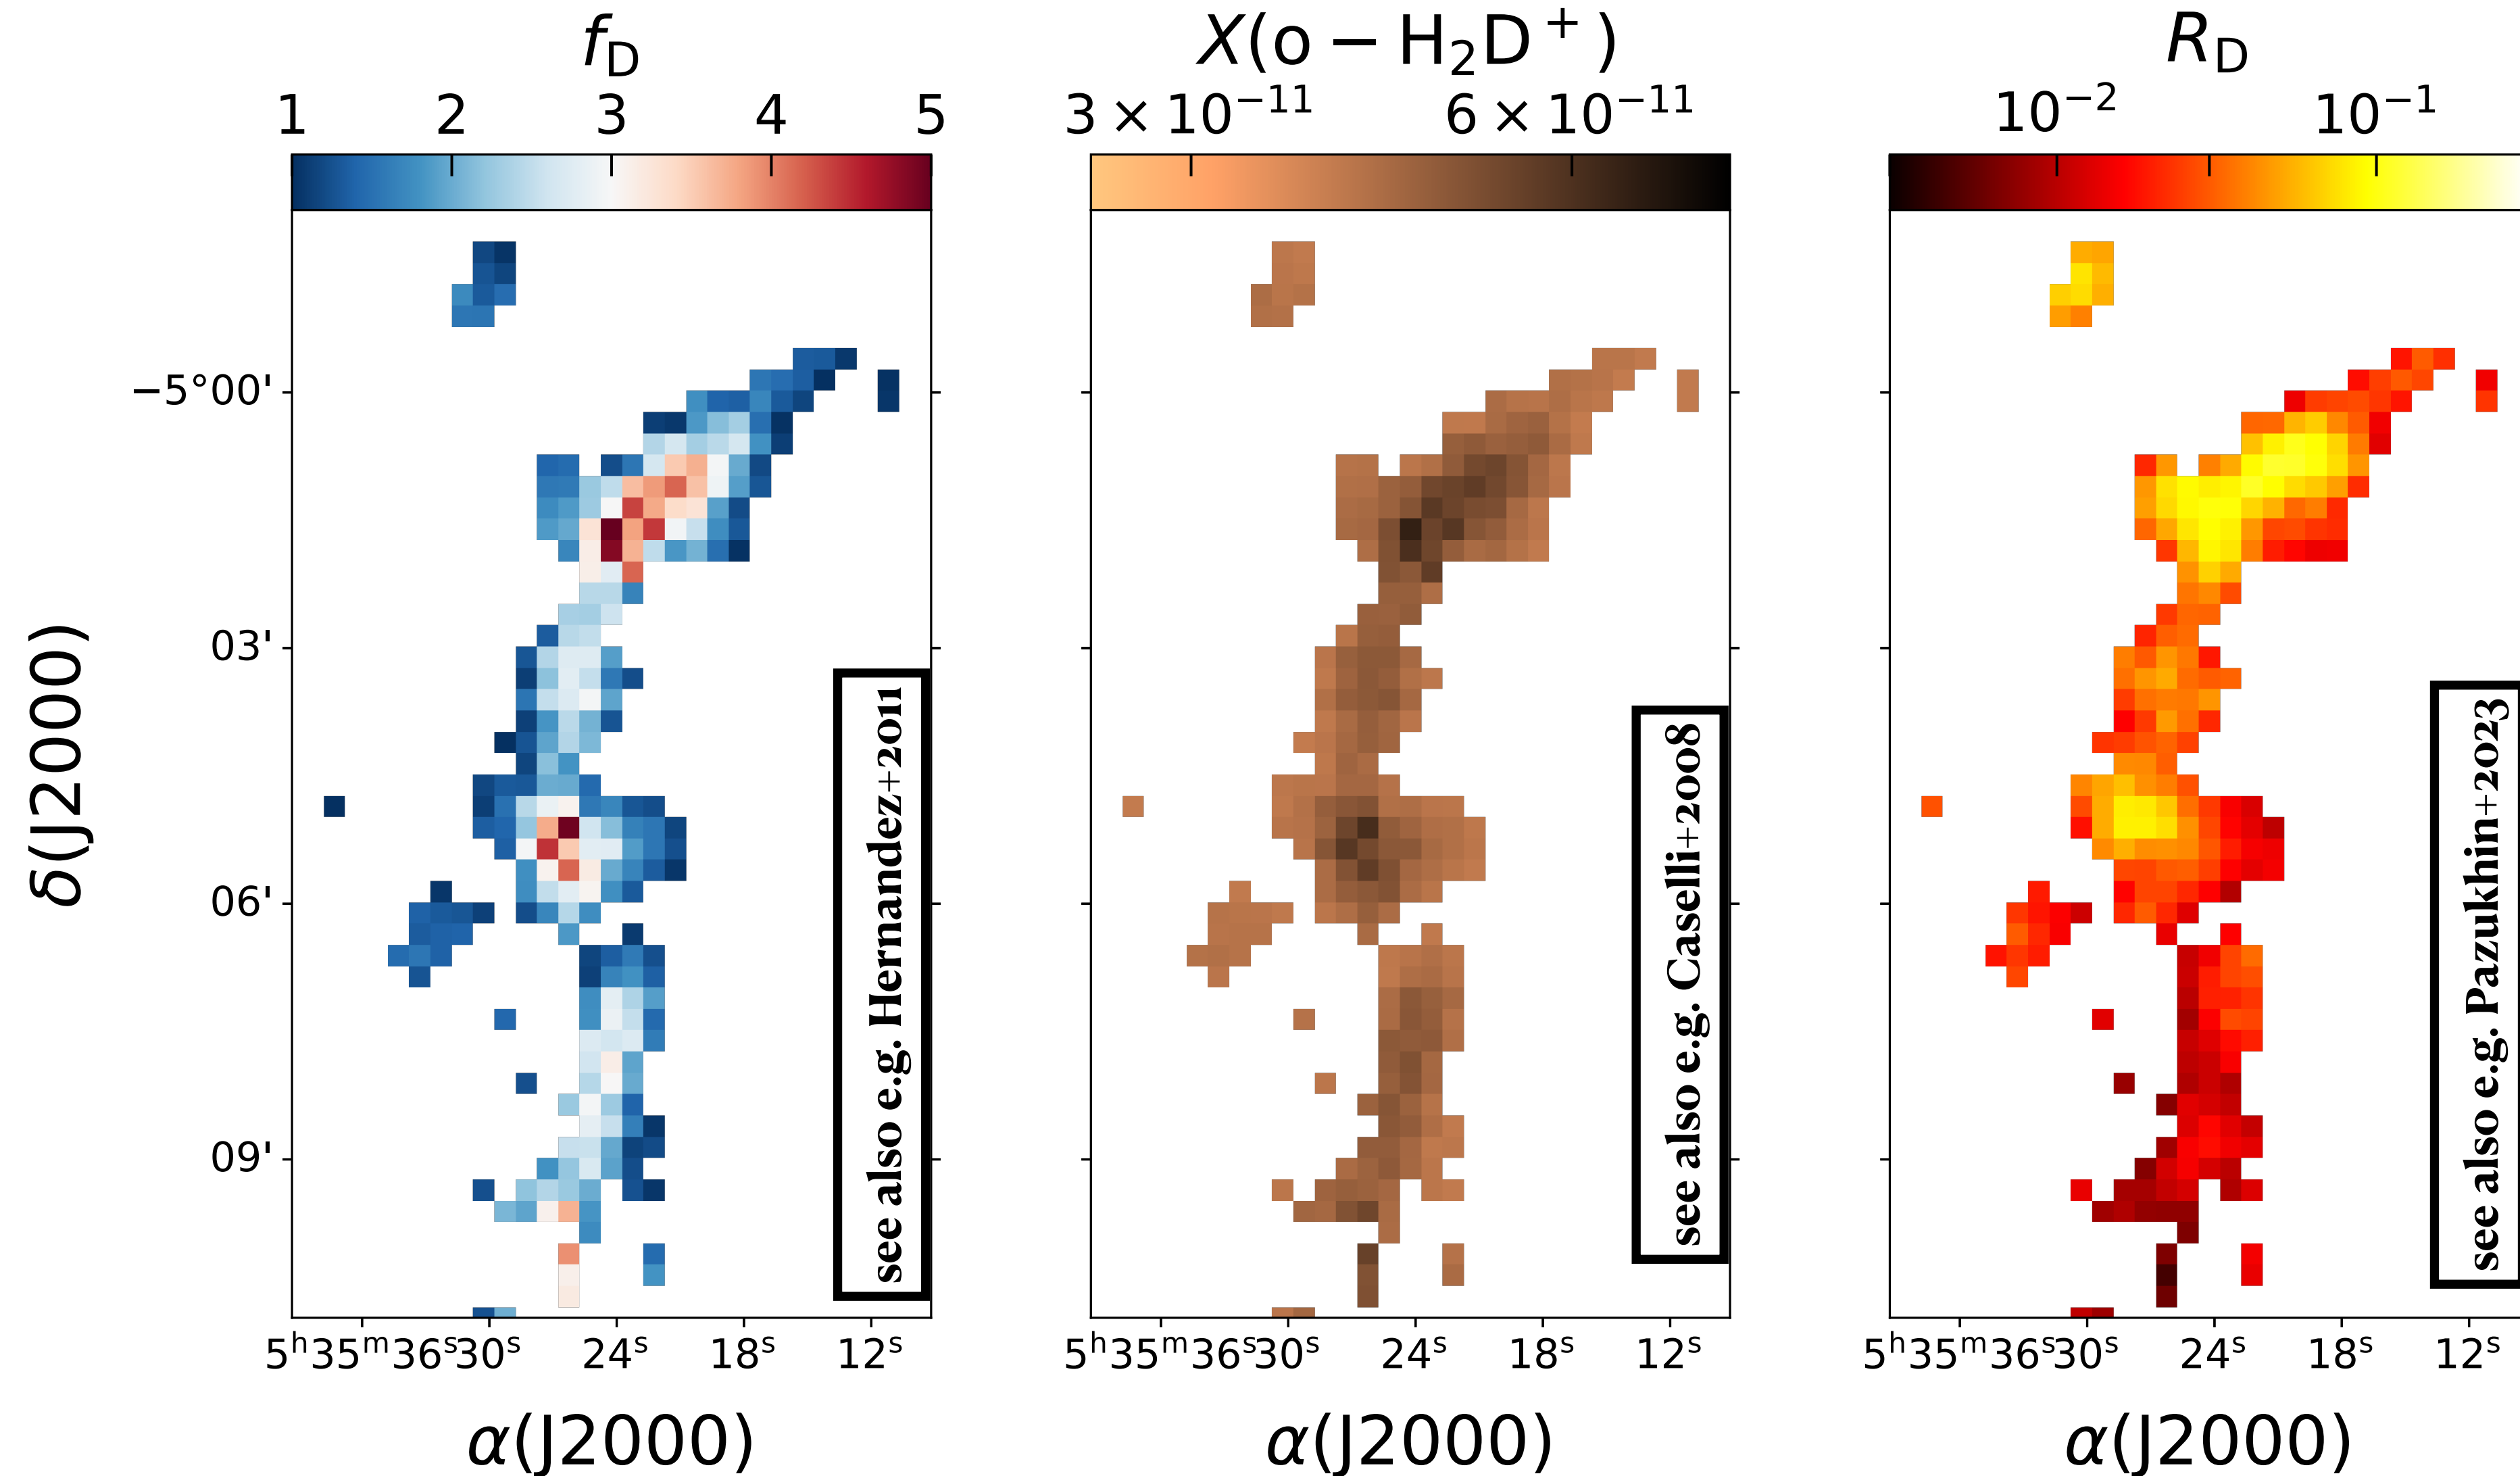 f_D
X(o − H₂D⁺)
R_D
1 2 3 4 5
3 × 10⁻¹¹ 6 × 10⁻¹¹
10⁻² 10⁻¹
δ(J2000)
−5°00'
03'
06'
09'
see also e.g. Hernandez+2011
see also e.g. Caselli+2008
see also e.g. Pazukhin+2023
5ʰ35ᵐ36ˢ30ˢ 24ˢ 18ˢ 12ˢ
5ʰ35ᵐ36ˢ30ˢ 24ˢ 18ˢ 12ˢ
5ʰ35ᵐ36ˢ30ˢ 24ˢ 18ˢ 12ˢ
α(J2000)
α(J2000)
α(J2000)